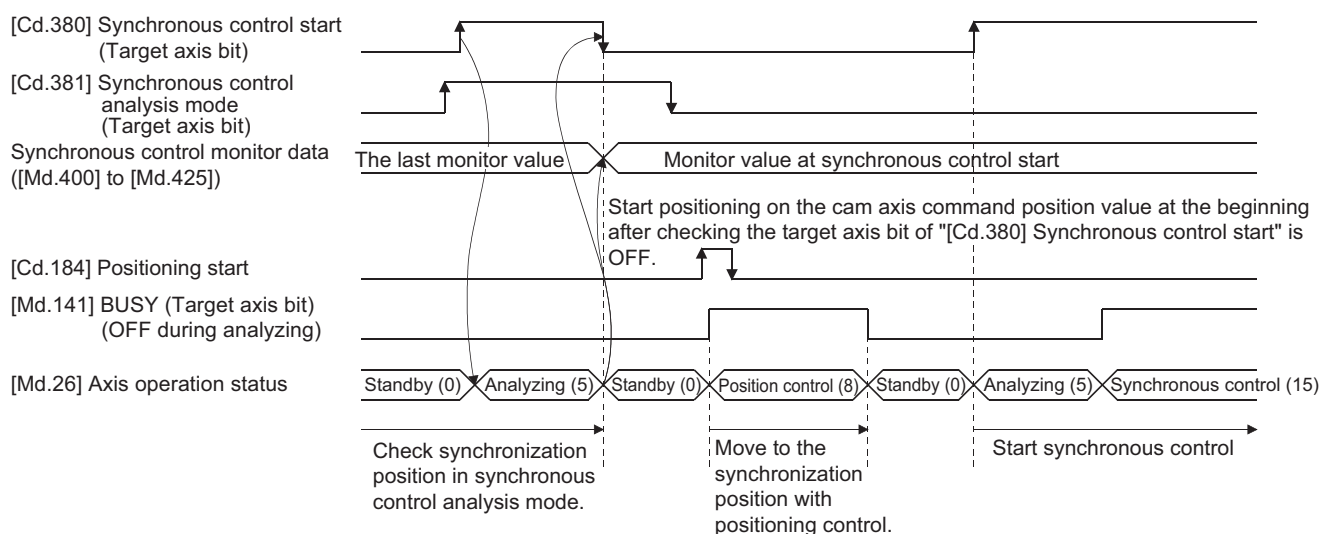 [Cd.380] Synchronous control start
(Target axis bit)
[Cd.381] Synchronous control
analysis mode
(Target axis bit)
Synchronous control monitor data
([Md.400] to [Md.425])
The last monitor value
Monitor value at synchronous control start
Start positioning on the cam axis command position value at the beginning
after checking the target axis bit of "[Cd.380] Synchronous control start" is
OFF.
[Cd.184] Positioning start
[Md.141] BUSY (Target axis bit)
(OFF during analyzing)
[Md.26] Axis operation status
Standby (0)
Analyzing (5)
Standby (0)
Position control (8)
Standby (0)
Analyzing (5)
Synchronous control (15)
Check synchronization
position in synchronous
control analysis mode.
Move to the
synchronization
position with
positioning control.
Start synchronous control